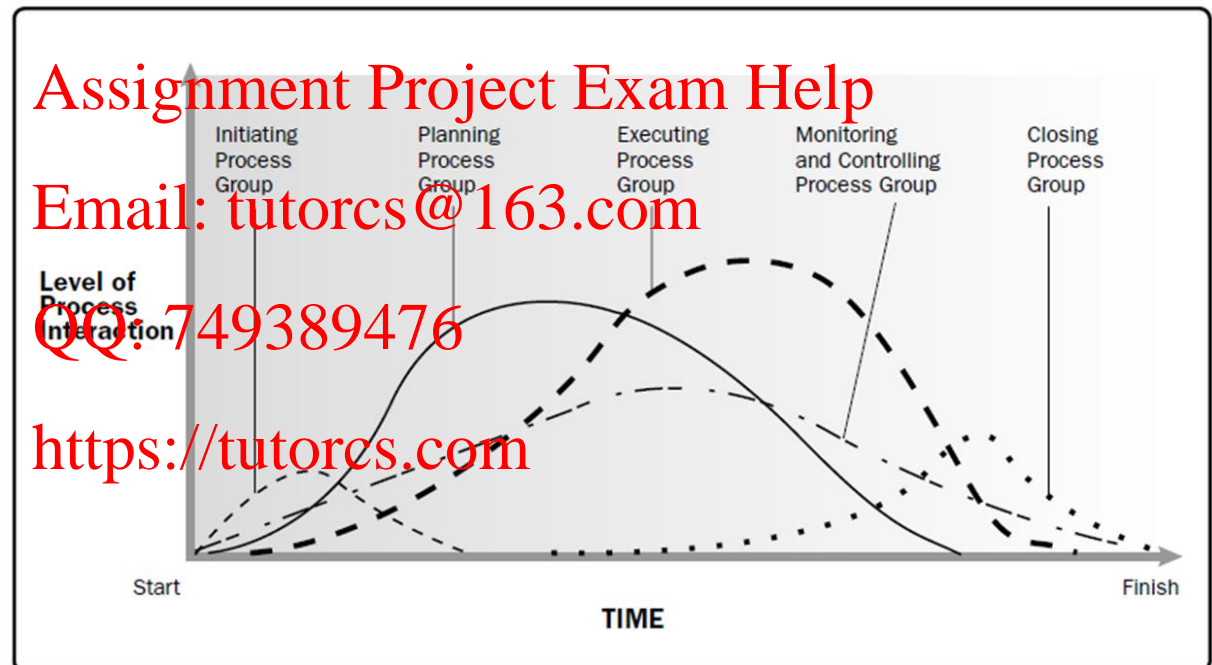 Assignment Project Exam Help
Initiating
Process
Group
Planning
Process
Group
Executing
Process
Group
Monitoring
and Controlling
Process Group
Closing
Process
Group
Email: tutorcs@163.com
Level of
Process
Interaction
QQ: 749389476
https://tutorcs.com
Start
Finish
TIME